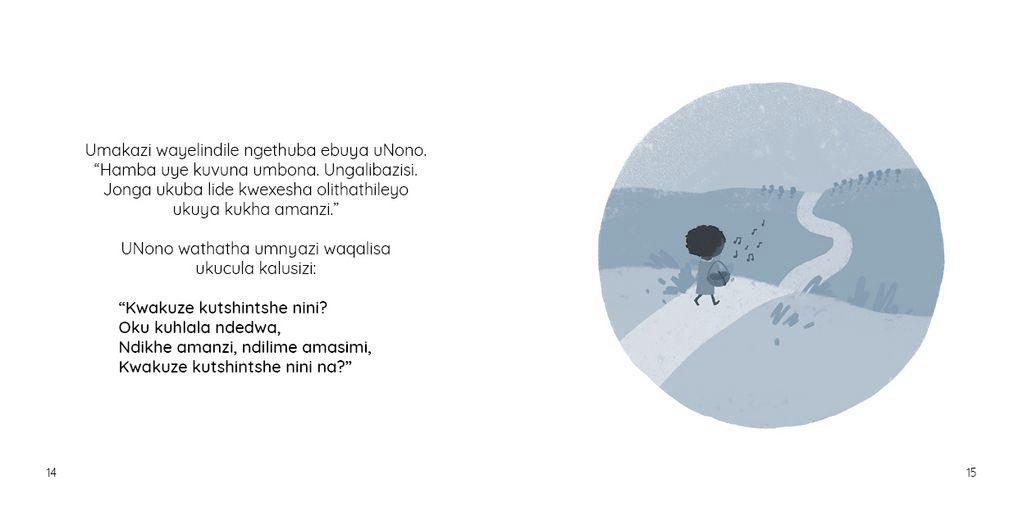 Umakazi wayelindile ngethuba ebuya uNono.
“Hamba uye kuvuna umbona. Ungalibazisi.
Jonga ukuba lide kwexesha olithathileyo
ukuya kukha amanzi.”
UNono wathatha umnyazi waqalisa
ukucula kalusizi:
“Kwakuze kutshintshe nini?
Oku kuhlala ndedwa,
Ndikhe amanzi, ndilime amasimi,
Kwakuze kutshintshe nini na?”
14
15